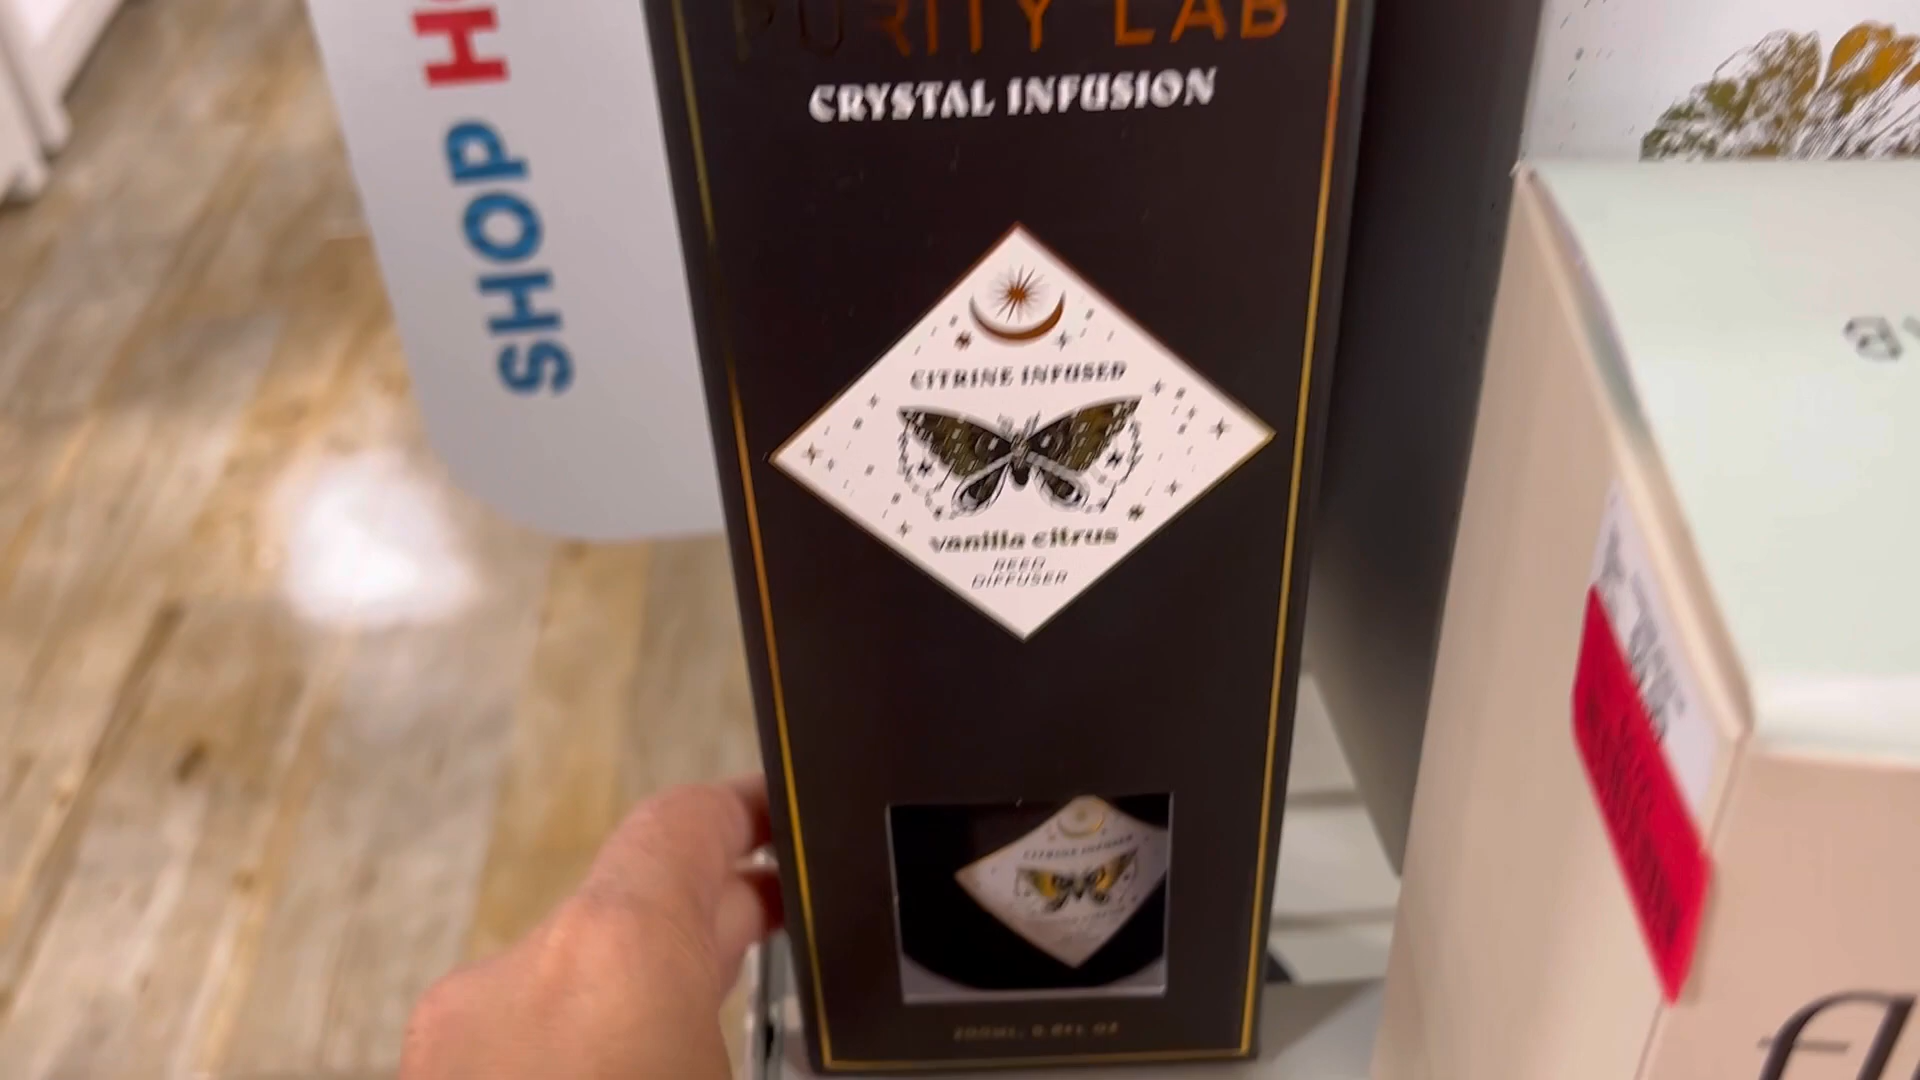 PURITY LAB
CRYSTAL INFUSION
CITRINE INFUSED
vanilla citrus
REED
DIFFUSER
SHOP
CITRINE INFUSED